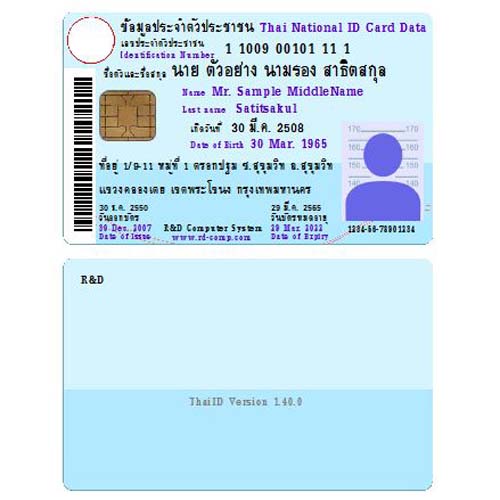 ข้อมูลประจำตัวประชาชน Thai National ID Card Data
เลขประจำตัวประชาชน
Identification Number 1 1009 00101 11 1
ชื่อตัวและชื่อสกุล นาย ตัวอย่าง นามรอง สาธิตสกุล
Name Mr. Sample MiddleName
Last name Satitsakul
เกิดวันที่ 30 มี.ค. 2508
Date of Birth 30 Mar. 1965
ที่อยู่ 1/9-11 หมู่ที่ 1 ตรอกปฐม ซ.สุขุมวิท ถ.สุขุมวิท
แขวงคลองเตย เขตพระโขนง กรุงเทพมหานคร
170 170
160 160
150 150
140 140
30 ธ.ค. 2550
วันออกบัตร
Date of Issue
R&D Computer System
www.rd-comp.com
29 มี.ค. 2565
วันบัตรหมดอายุ
29 Mar. 2022
Date of Expiry
1234-56-78901234
R&D
ThaiID Version 1.40.0